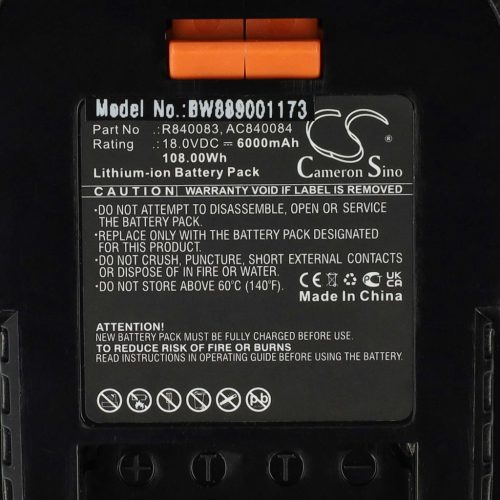 Model No.:BW889001173
Part No. :R840083, AC840084
Rating :18.0VDC ⎓ 6000mAh
108.00Wh
Lithium-ion Battery Pack
CS
Cameron Sino
CAUTION WARRANTY VOID IF LABEL IS REMOVED
•DO NOT ATTEMPT TO DISASSEMBLE, OPEN OR SERVICE
THE BATTERY PACK.
•REPLACE ONLY WITH THE BATTERY PACK DESIGNATED
FOR THIS PRODUCT.
•DO NOT CRUSH, PUNCTURE, SHORT EXTERNAL CONTACTS
OR DISPOSE OF IN FIRE OR WATER.
•DO NOT STORE ABOVE 60°C (140°F).
CE UK CA
Made In China
ATTENTION!
NEW BATTERY PACK MUST BE FULLY CHARGED BEFORE USE.
TO REDUCE RISK OF FIRE OR BURNS
READ INSTRUCTIONS IN OPERATING GUIDE BEFORE USING THE BATTERY.
Pb
+ T T −